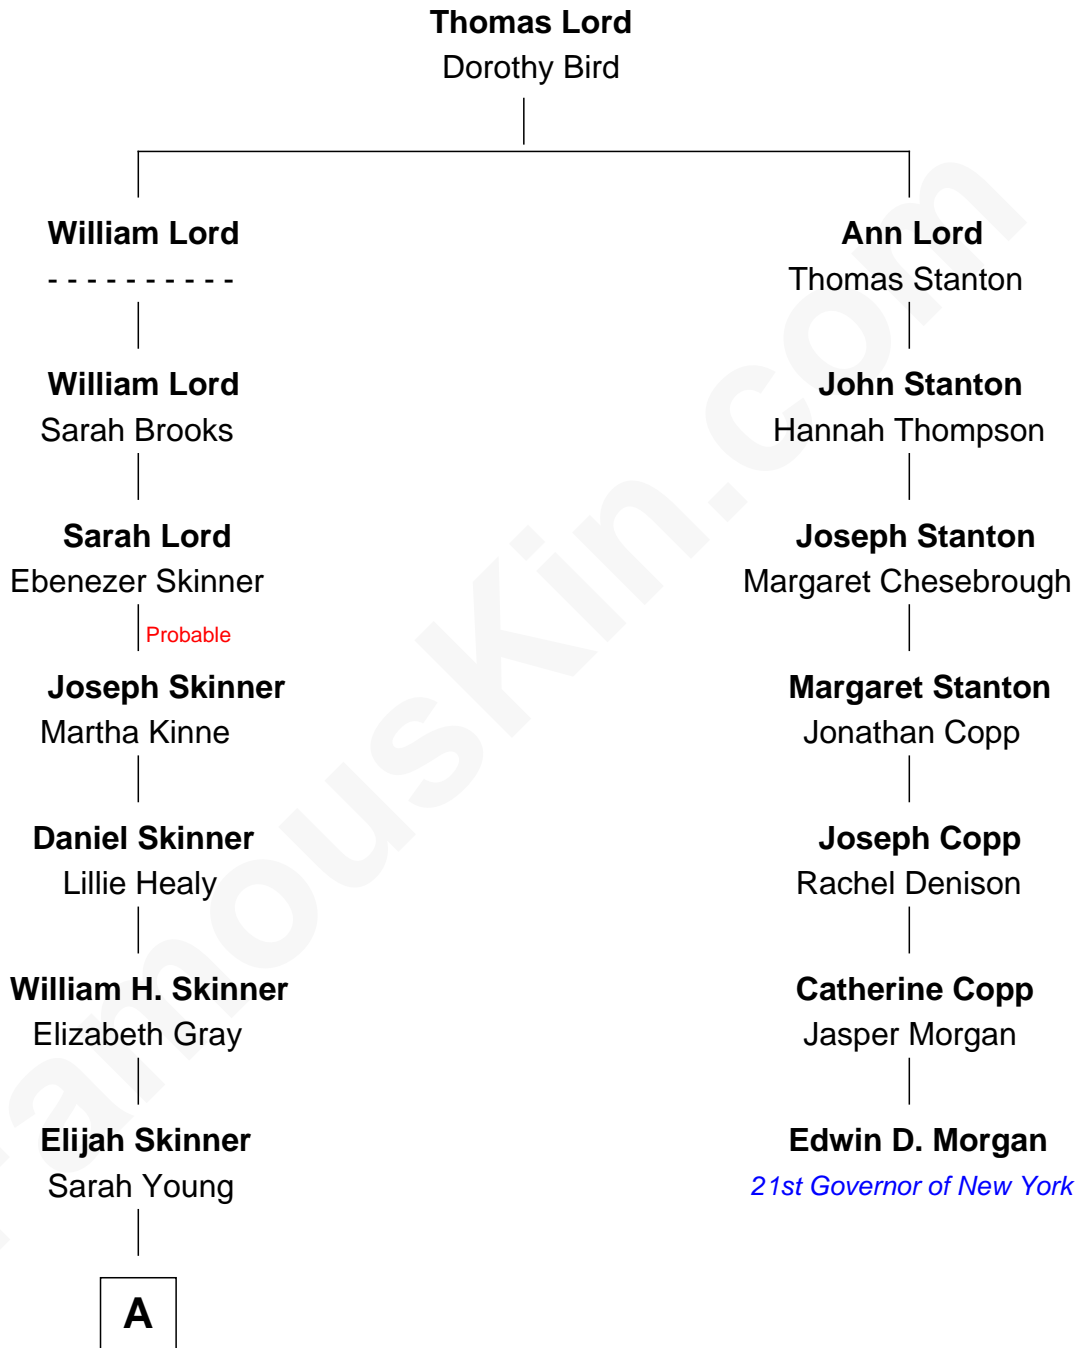 Thomas Lord
Dorothy Bird
William Lord
- - - - - - - - - -
William Lord
Sarah Brooks
Sarah Lord
Ebenezer Skinner
Probable
Joseph Skinner
Martha Kinne
Daniel Skinner
Lillie Healy
William H. Skinner
Elizabeth Gray
Elijah Skinner
Sarah Young
A
Ann Lord
Thomas Stanton
John Stanton
Hannah Thompson
Joseph Stanton
Margaret Chesebrough
Margaret Stanton
Jonathan Copp
Joseph Copp
Rachel Denison
Catherine Copp
Jasper Morgan
Edwin D. Morgan
21st Governor of New York
FamousKin.com